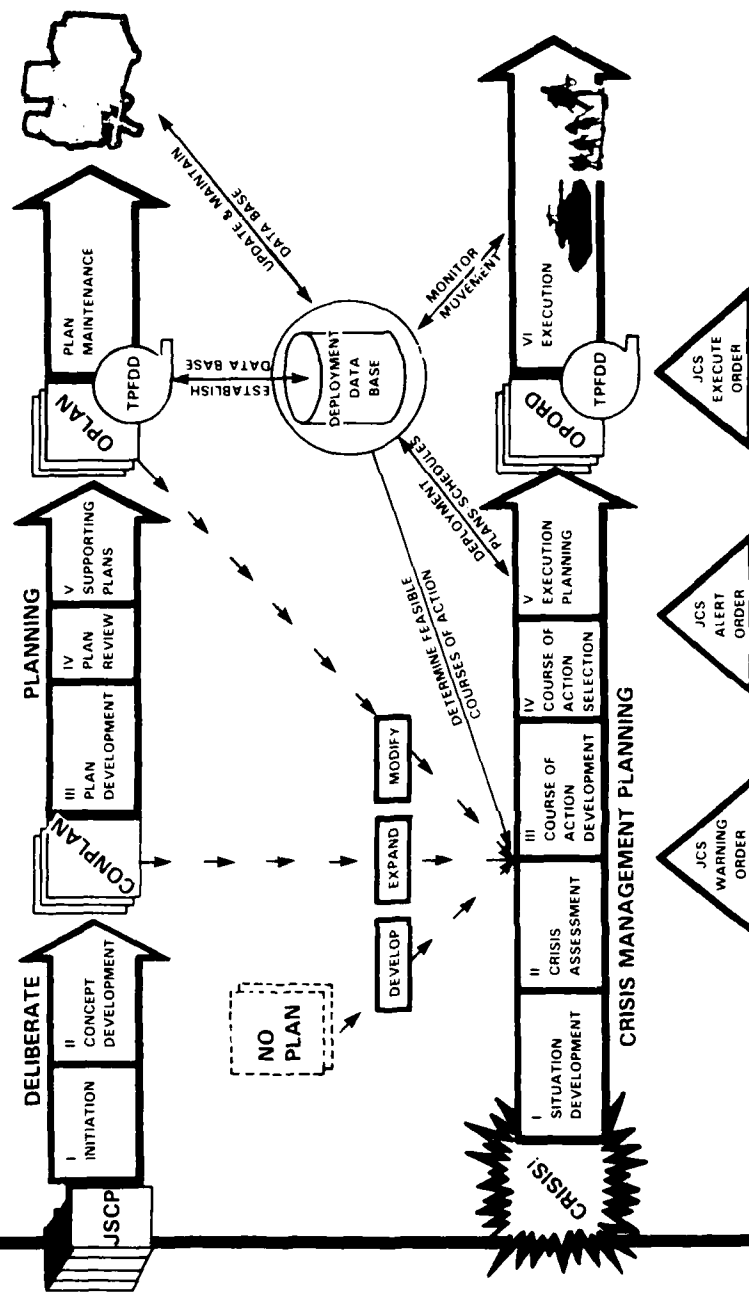 DELIBERATE
PLANNING
JSCP
I
INITIATION
II
CONCEPT
DEVELOPMENT
CONPLAN
III
PLAN
DEVELOPMENT
IV
PLAN
REVIEW
V
SUPPORTING
PLANS
OPLAN
TPFDD
PLAN
MAINTENANCE
ESTABLISH
DATA BASE
UPDATE & MAINTAIN
DATA BASE
NO
PLAN
DEVELOP
EXPAND
MODIFY
DEPLOYMENT
DATA
BASE
DETERMINE FEASIBLE
COURSES OF ACTION
DEPLOYMENT
PLANS SCHEDULES
MONITOR
MOVEMENT
CRISIS!
I
SITUATION
DEVELOPMENT
II
CRISIS
ASSESSMENT
III
COURSE OF
ACTION
DEVELOPMENT
IV
COURSE OF
ACTION
SELECTION
V
EXECUTION
PLANNING
OPORD
TPFDD
VI
EXECUTION
CRISIS MANAGEMENT PLANNING
JCS
WARNING
ORDER
JCS
ALERT
ORDER
JCS
EXECUTE
ORDER